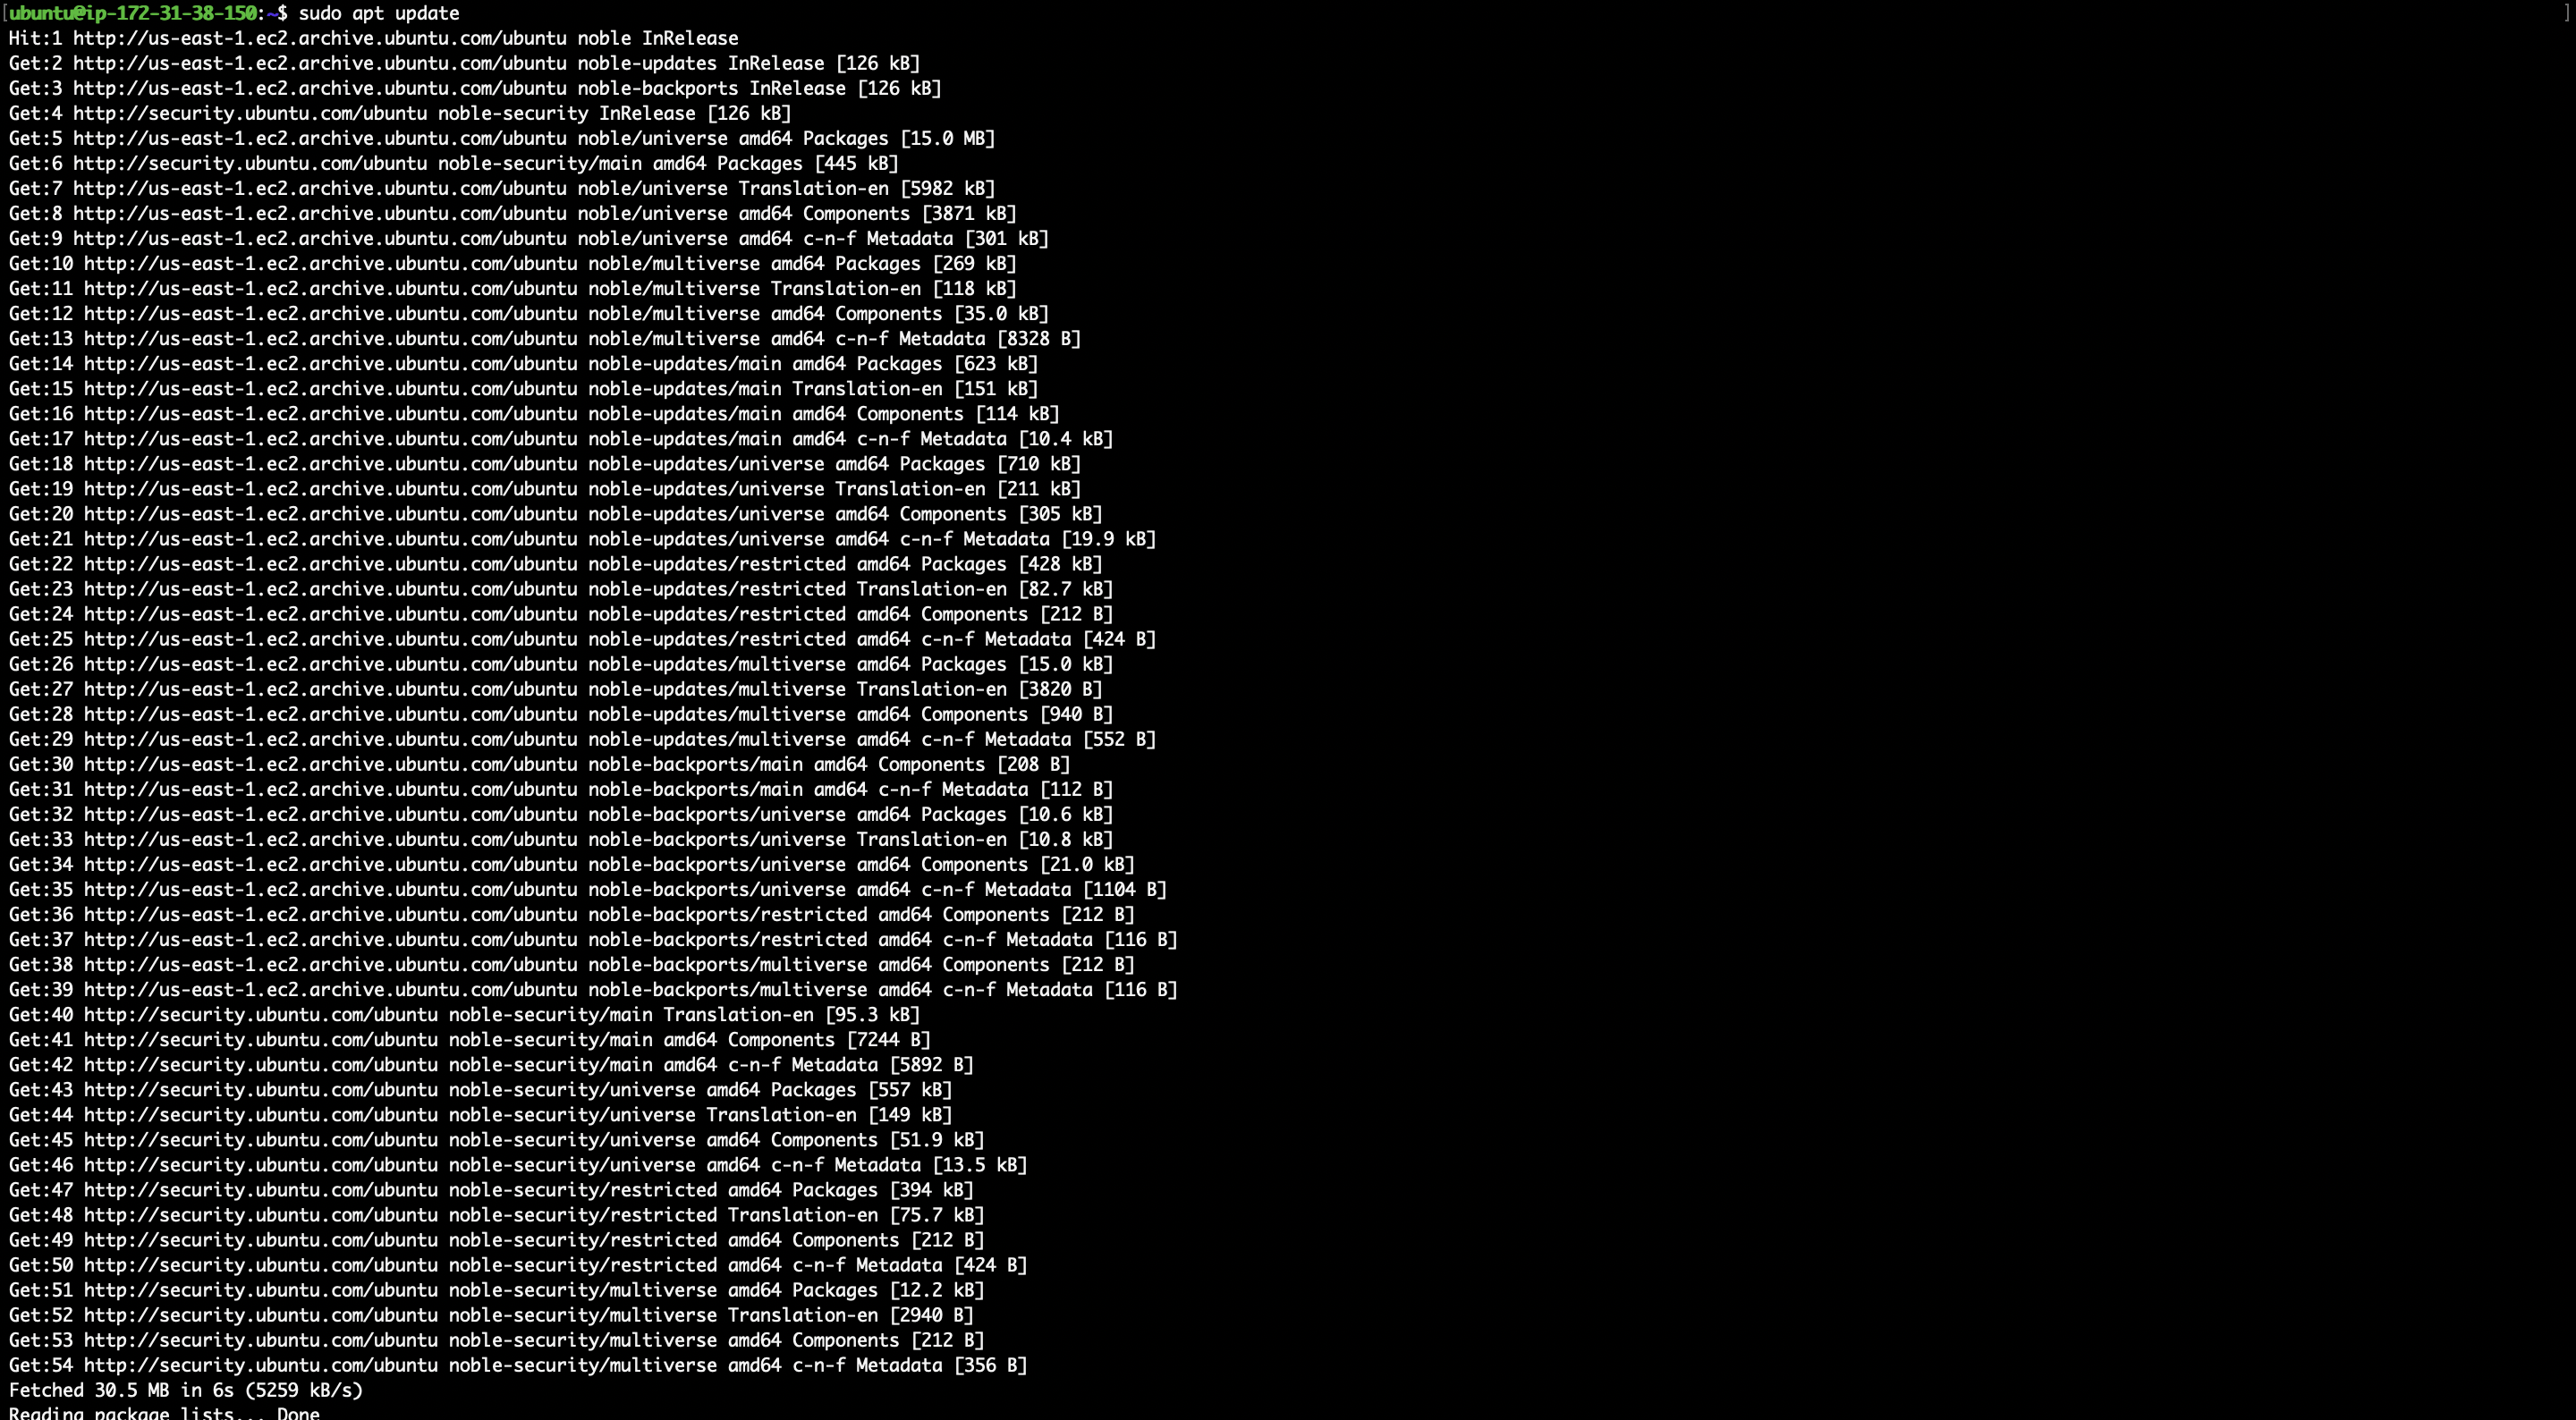 [ubuntu@ip-172-31-38-150:~$ sudo apt update ]
Hit:1 http://us-east-1.ec2.archive.ubuntu.com/ubuntu noble InRelease
Get:2 http://us-east-1.ec2.archive.ubuntu.com/ubuntu noble-updates InRelease [126 kB]
Get:3 http://us-east-1.ec2.archive.ubuntu.com/ubuntu noble-backports InRelease [126 kB]
Get:4 http://security.ubuntu.com/ubuntu noble-security InRelease [126 kB]
Get:5 http://us-east-1.ec2.archive.ubuntu.com/ubuntu noble/universe amd64 Packages [15.0 MB]
Get:6 http://security.ubuntu.com/ubuntu noble-security/main amd64 Packages [445 kB]
Get:7 http://us-east-1.ec2.archive.ubuntu.com/ubuntu noble/universe Translation-en [5982 kB]
Get:8 http://us-east-1.ec2.archive.ubuntu.com/ubuntu noble/universe amd64 Components [3871 kB]
Get:9 http://us-east-1.ec2.archive.ubuntu.com/ubuntu noble/universe amd64 c-n-f Metadata [301 kB]
Get:10 http://us-east-1.ec2.archive.ubuntu.com/ubuntu noble/multiverse amd64 Packages [269 kB]
Get:11 http://us-east-1.ec2.archive.ubuntu.com/ubuntu noble/multiverse Translation-en [118 kB]
Get:12 http://us-east-1.ec2.archive.ubuntu.com/ubuntu noble/multiverse amd64 Components [35.0 kB]
Get:13 http://us-east-1.ec2.archive.ubuntu.com/ubuntu noble/multiverse amd64 c-n-f Metadata [8328 B]
Get:14 http://us-east-1.ec2.archive.ubuntu.com/ubuntu noble-updates/main amd64 Packages [623 kB]
Get:15 http://us-east-1.ec2.archive.ubuntu.com/ubuntu noble-updates/main Translation-en [151 kB]
Get:16 http://us-east-1.ec2.archive.ubuntu.com/ubuntu noble-updates/main amd64 Components [114 kB]
Get:17 http://us-east-1.ec2.archive.ubuntu.com/ubuntu noble-updates/main amd64 c-n-f Metadata [10.4 kB]
Get:18 http://us-east-1.ec2.archive.ubuntu.com/ubuntu noble-updates/universe amd64 Packages [710 kB]
Get:19 http://us-east-1.ec2.archive.ubuntu.com/ubuntu noble-updates/universe Translation-en [211 kB]
Get:20 http://us-east-1.ec2.archive.ubuntu.com/ubuntu noble-updates/universe amd64 Components [305 kB]
Get:21 http://us-east-1.ec2.archive.ubuntu.com/ubuntu noble-updates/universe amd64 c-n-f Metadata [19.9 kB]
Get:22 http://us-east-1.ec2.archive.ubuntu.com/ubuntu noble-updates/restricted amd64 Packages [428 kB]
Get:23 http://us-east-1.ec2.archive.ubuntu.com/ubuntu noble-updates/restricted Translation-en [82.7 kB]
Get:24 http://us-east-1.ec2.archive.ubuntu.com/ubuntu noble-updates/restricted amd64 Components [212 B]
Get:25 http://us-east-1.ec2.archive.ubuntu.com/ubuntu noble-updates/restricted amd64 c-n-f Metadata [424 B]
Get:26 http://us-east-1.ec2.archive.ubuntu.com/ubuntu noble-updates/multiverse amd64 Packages [15.0 kB]
Get:27 http://us-east-1.ec2.archive.ubuntu.com/ubuntu noble-updates/multiverse Translation-en [3820 B]
Get:28 http://us-east-1.ec2.archive.ubuntu.com/ubuntu noble-updates/multiverse amd64 Components [940 B]
Get:29 http://us-east-1.ec2.archive.ubuntu.com/ubuntu noble-updates/multiverse amd64 c-n-f Metadata [552 B]
Get:30 http://us-east-1.ec2.archive.ubuntu.com/ubuntu noble-backports/main amd64 Components [208 B]
Get:31 http://us-east-1.ec2.archive.ubuntu.com/ubuntu noble-backports/main amd64 c-n-f Metadata [112 B]
Get:32 http://us-east-1.ec2.archive.ubuntu.com/ubuntu noble-backports/universe amd64 Packages [10.6 kB]
Get:33 http://us-east-1.ec2.archive.ubuntu.com/ubuntu noble-backports/universe Translation-en [10.8 kB]
Get:34 http://us-east-1.ec2.archive.ubuntu.com/ubuntu noble-backports/universe amd64 Components [21.0 kB]
Get:35 http://us-east-1.ec2.archive.ubuntu.com/ubuntu noble-backports/universe amd64 c-n-f Metadata [1104 B]
Get:36 http://us-east-1.ec2.archive.ubuntu.com/ubuntu noble-backports/restricted amd64 Components [212 B]
Get:37 http://us-east-1.ec2.archive.ubuntu.com/ubuntu noble-backports/restricted amd64 c-n-f Metadata [116 B]
Get:38 http://us-east-1.ec2.archive.ubuntu.com/ubuntu noble-backports/multiverse amd64 Components [212 B]
Get:39 http://us-east-1.ec2.archive.ubuntu.com/ubuntu noble-backports/multiverse amd64 c-n-f Metadata [116 B]
Get:40 http://security.ubuntu.com/ubuntu noble-security/main Translation-en [95.3 kB]
Get:41 http://security.ubuntu.com/ubuntu noble-security/main amd64 Components [7244 B]
Get:42 http://security.ubuntu.com/ubuntu noble-security/main amd64 c-n-f Metadata [5892 B]
Get:43 http://security.ubuntu.com/ubuntu noble-security/universe amd64 Packages [557 kB]
Get:44 http://security.ubuntu.com/ubuntu noble-security/universe Translation-en [149 kB]
Get:45 http://security.ubuntu.com/ubuntu noble-security/universe amd64 Components [51.9 kB]
Get:46 http://security.ubuntu.com/ubuntu noble-security/universe amd64 c-n-f Metadata [13.5 kB]
Get:47 http://security.ubuntu.com/ubuntu noble-security/restricted amd64 Packages [394 kB]
Get:48 http://security.ubuntu.com/ubuntu noble-security/restricted Translation-en [75.7 kB]
Get:49 http://security.ubuntu.com/ubuntu noble-security/restricted amd64 Components [212 B]
Get:50 http://security.ubuntu.com/ubuntu noble-security/restricted amd64 c-n-f Metadata [424 B]
Get:51 http://security.ubuntu.com/ubuntu noble-security/multiverse amd64 Packages [12.2 kB]
Get:52 http://security.ubuntu.com/ubuntu noble-security/multiverse Translation-en [2940 B]
Get:53 http://security.ubuntu.com/ubuntu noble-security/multiverse amd64 Components [212 B]
Get:54 http://security.ubuntu.com/ubuntu noble-security/multiverse amd64 c-n-f Metadata [356 B]
Fetched 30.5 MB in 6s (5259 kB/s)
Reading package lists... Done